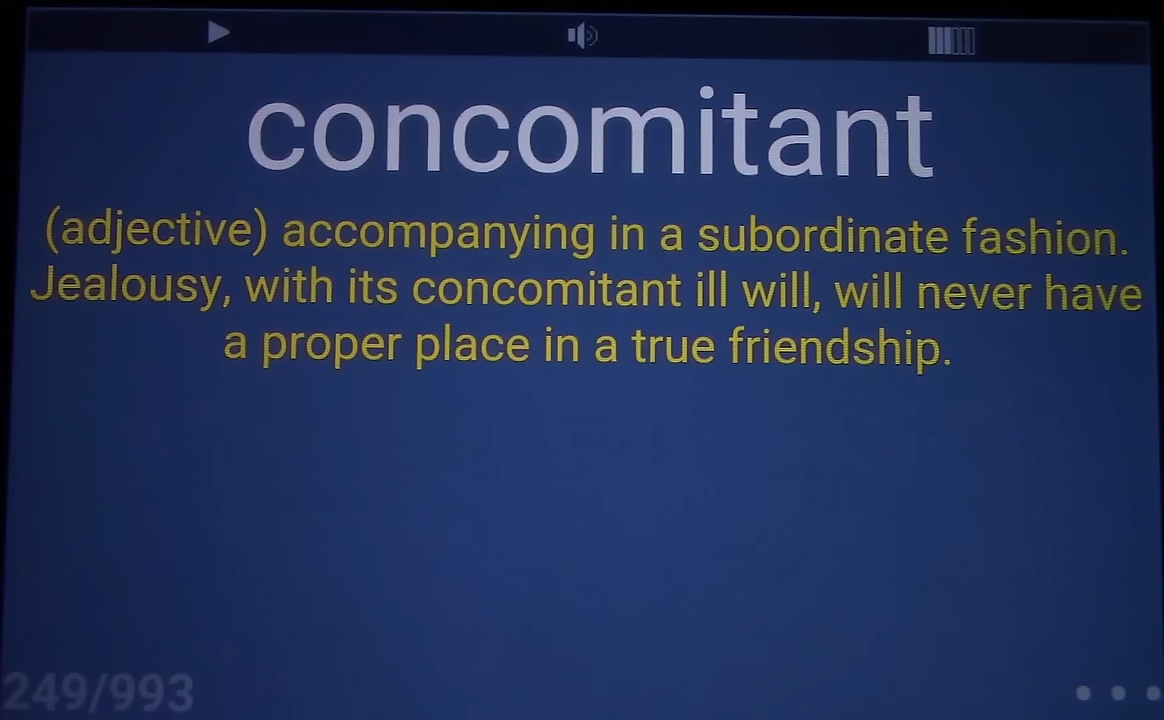 concomitant
(adjective) accompanying in a subordinate fashion.
Jealousy, with its concomitant ill will, will never have
a proper place in a true friendship.
249/993